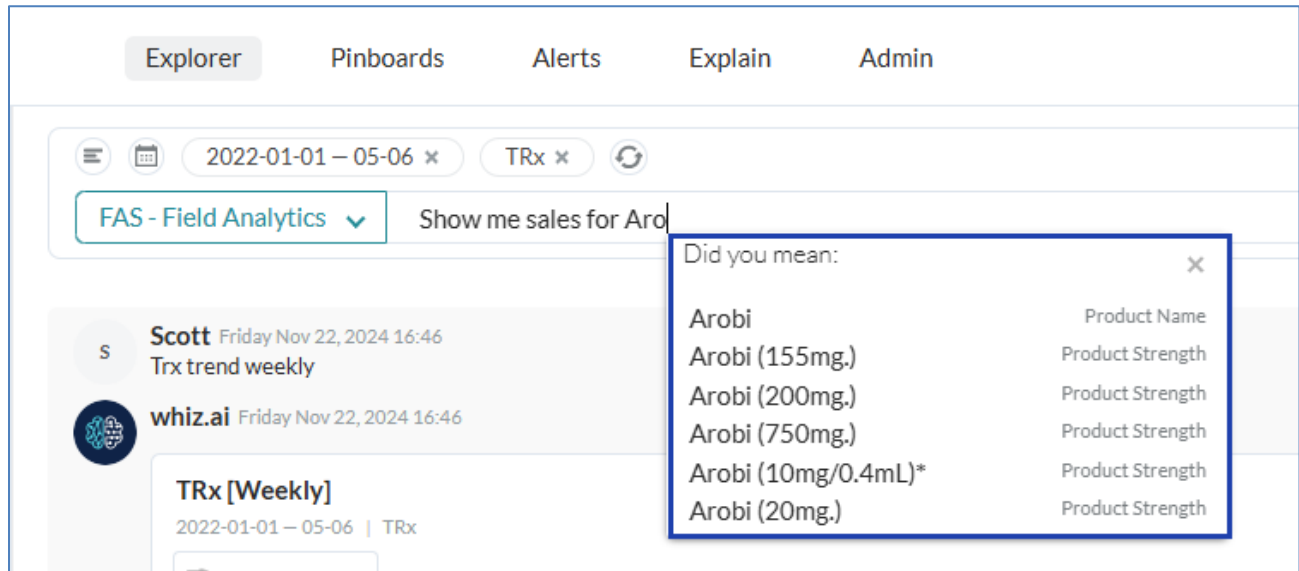 Explorer Pinboards Alerts Explain Admin
2022-01-01 – 05-06 × TRx ×
FAS - Field Analytics Show me sales for Aro
Did you mean: ×
Arobi Product Name
Arobi (155mg.) Product Strength
Arobi (200mg.) Product Strength
Arobi (750mg.) Product Strength
Arobi (10mg/0.4mL)* Product Strength
Arobi (20mg.) Product Strength
S
Scott Friday Nov 22, 2024 16:46
Trx trend weekly
whiz.ai Friday Nov 22, 2024 16:46
TRx [Weekly]
2022-01-01 – 05-06 | TRx